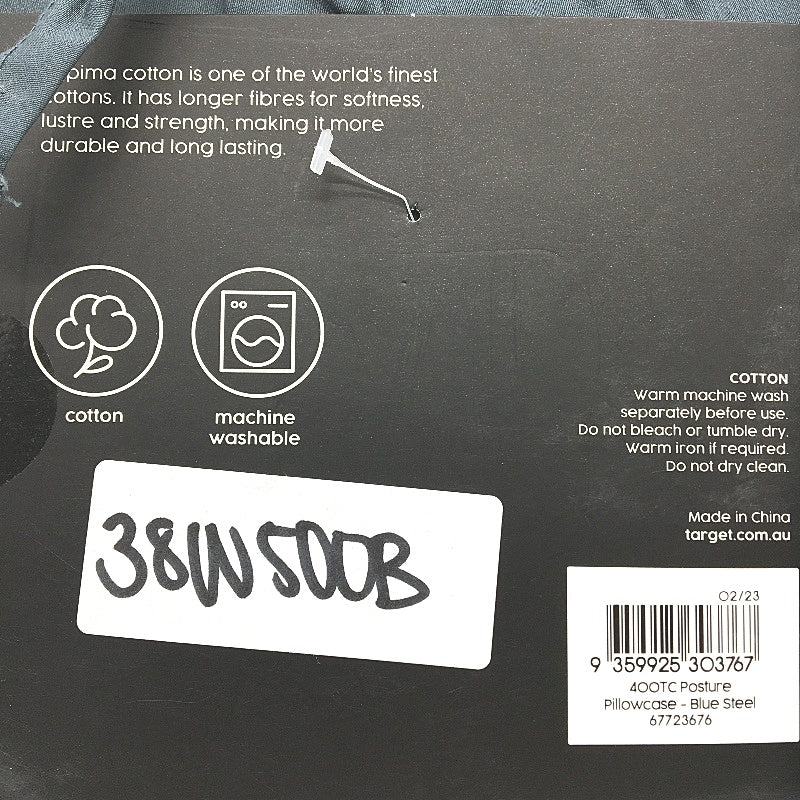 pima cotton is one of the world's finest
cottons. It has longer fibres for softness,
lustre and strength, making it more
durable and long lasting.
cotton
machine
washable
COTTON
Warm machine wash
separately before use.
Do not bleach or tumble dry.
Warm iron if required.
Do not dry clean.
Made in China
target.com.au
38W500B
02/23
9 359925 303767
400TC Posture
Pillowcase - Blue Steel
67723676